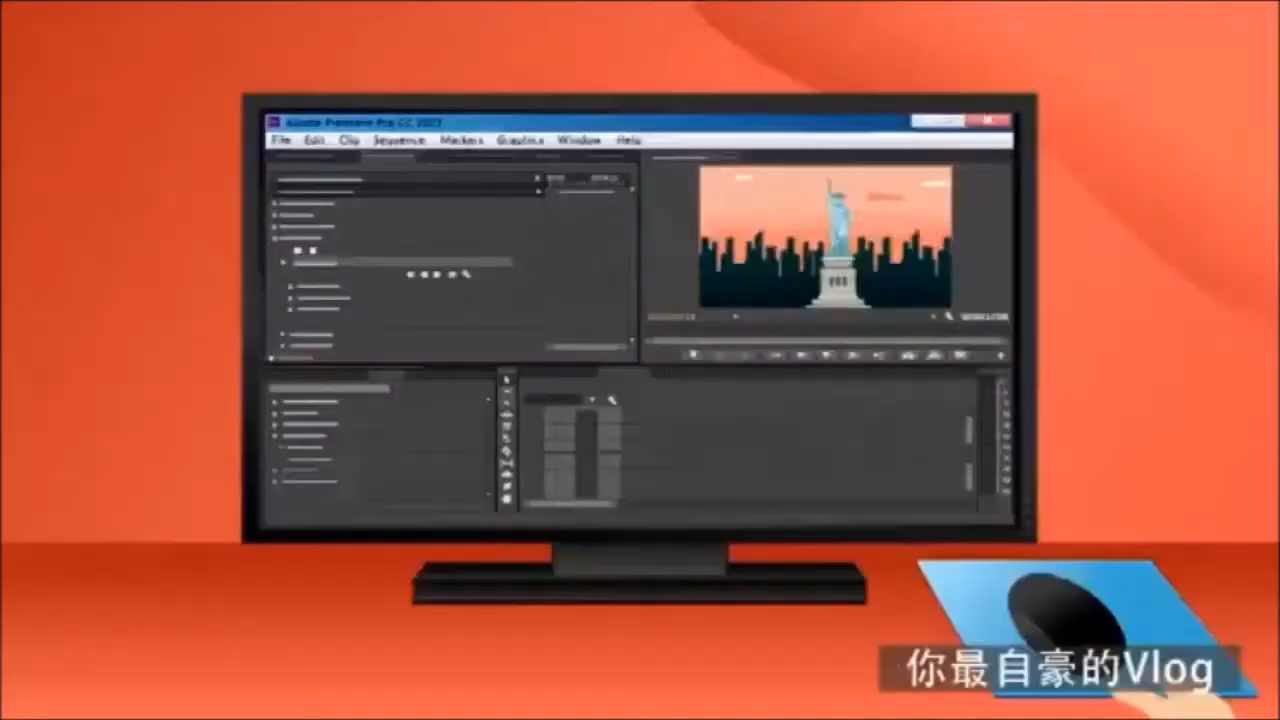 Adobe Premiere Pro CC 2017
File Edit Clip Sequence Markers Graphics Window Help
你最自豪的Vlog